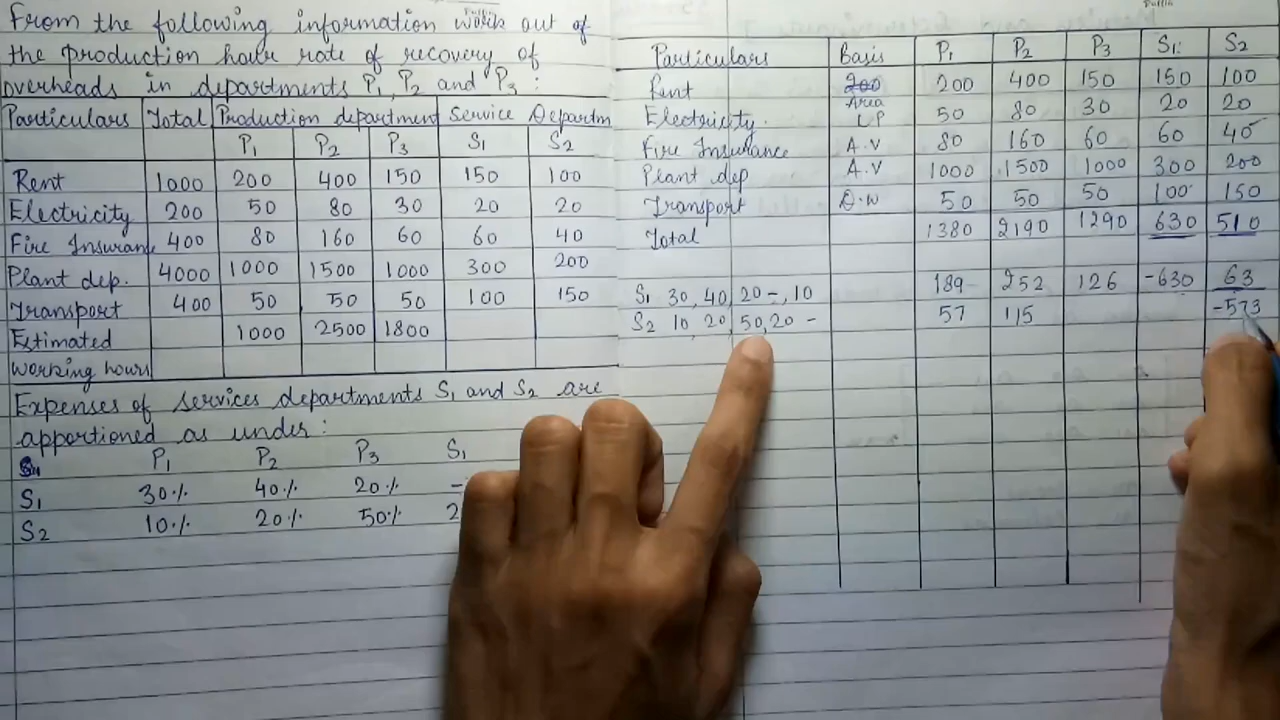 From the following information work out of
the production hour rate of recovery of
overheads in departments P1, P2 and P3 :
Particulars Total Production department Service Departm
P1 P2 P3 S1 S2
Rent 1000 200 400 150 150 100
Electricity 200 50 80 30 20 20
Fire Insuranc 400 80 160 60 60 40
Plant dep. 4000 1000 1500 1000 300 200
Transport 400 50 50 50 100 150
Estimated 1000 2500 1800
working hours
Expenses of services departments S1 and S2 are
apportioned as under :
P1 P2 P3 S1
S1 30.% 40.% 20.% -
S2 10.% 20.% 50.% 2
Particulars Basis P1 P2 P3 S1: S2
Rent 200 200 400 150 150 100
Area
Electricity. LP 50 80 30 20 20
Fire Insurance A.V 80 160 60 60 40
Plant dep A.V 1000 1500 1000 300 200
Transport D.W 50 50 50 100 150
Total 1380 2190 1290 630 510
S1 30, 40, 20 -, 10 189 252 126 -630 63
S2 10 20, 50, 20 - 57 115 -573